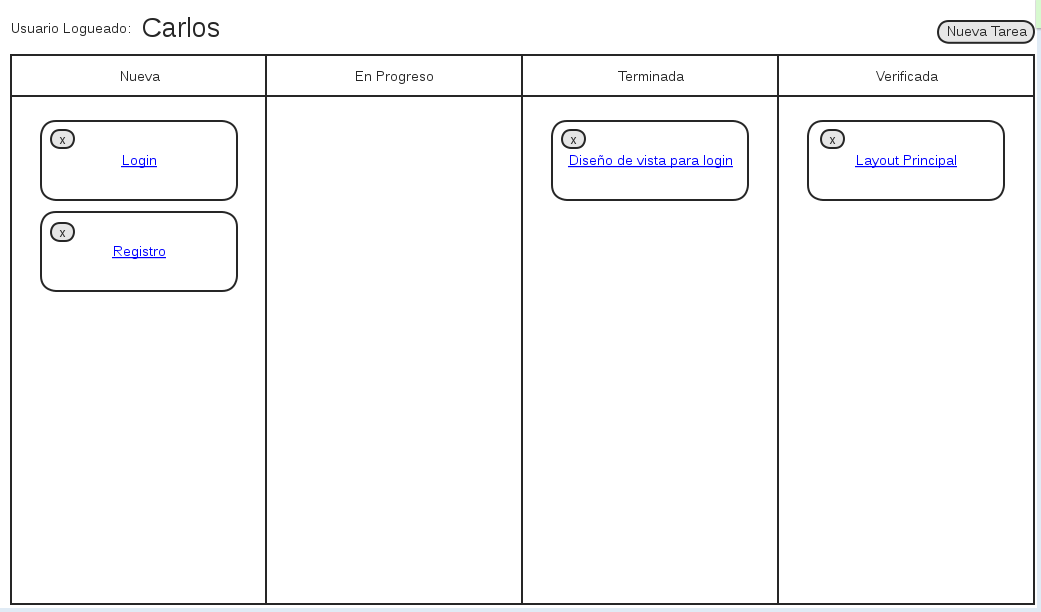 Usuario Logueado: Carlos
Nueva Tarea
Nueva En Progreso Terminada Verificada
x x x
Login Diseño de vista para login Layout Principal
x
Registro